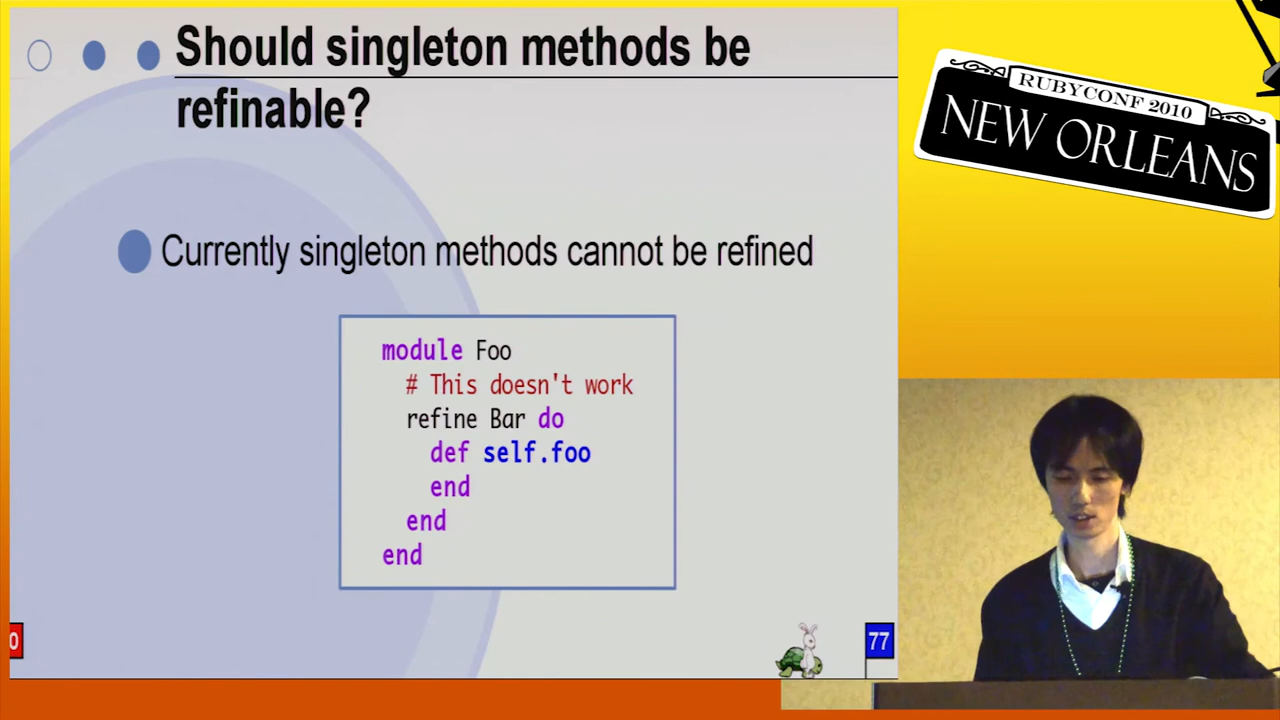 Should singleton methods be
refinable?
Currently singleton methods cannot be refined
module Foo
# This doesn't work
refine Bar do
def self.foo
end
end
end
0
77
RUBYCONF 2010
NEW ORLEANS